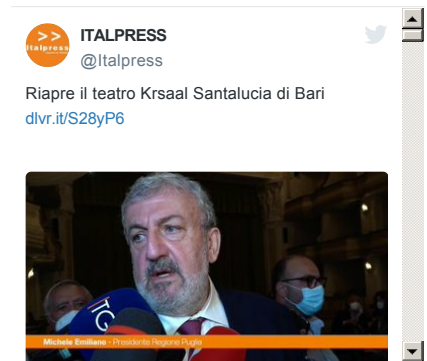 ITALPRESS
@Italpress
>>
Italpress
Riapre il teatro Krsaal Santalucia di Bari
dlvr.it/S28yP6
TG
Michele Emiliano - Presidente Regione Puglia